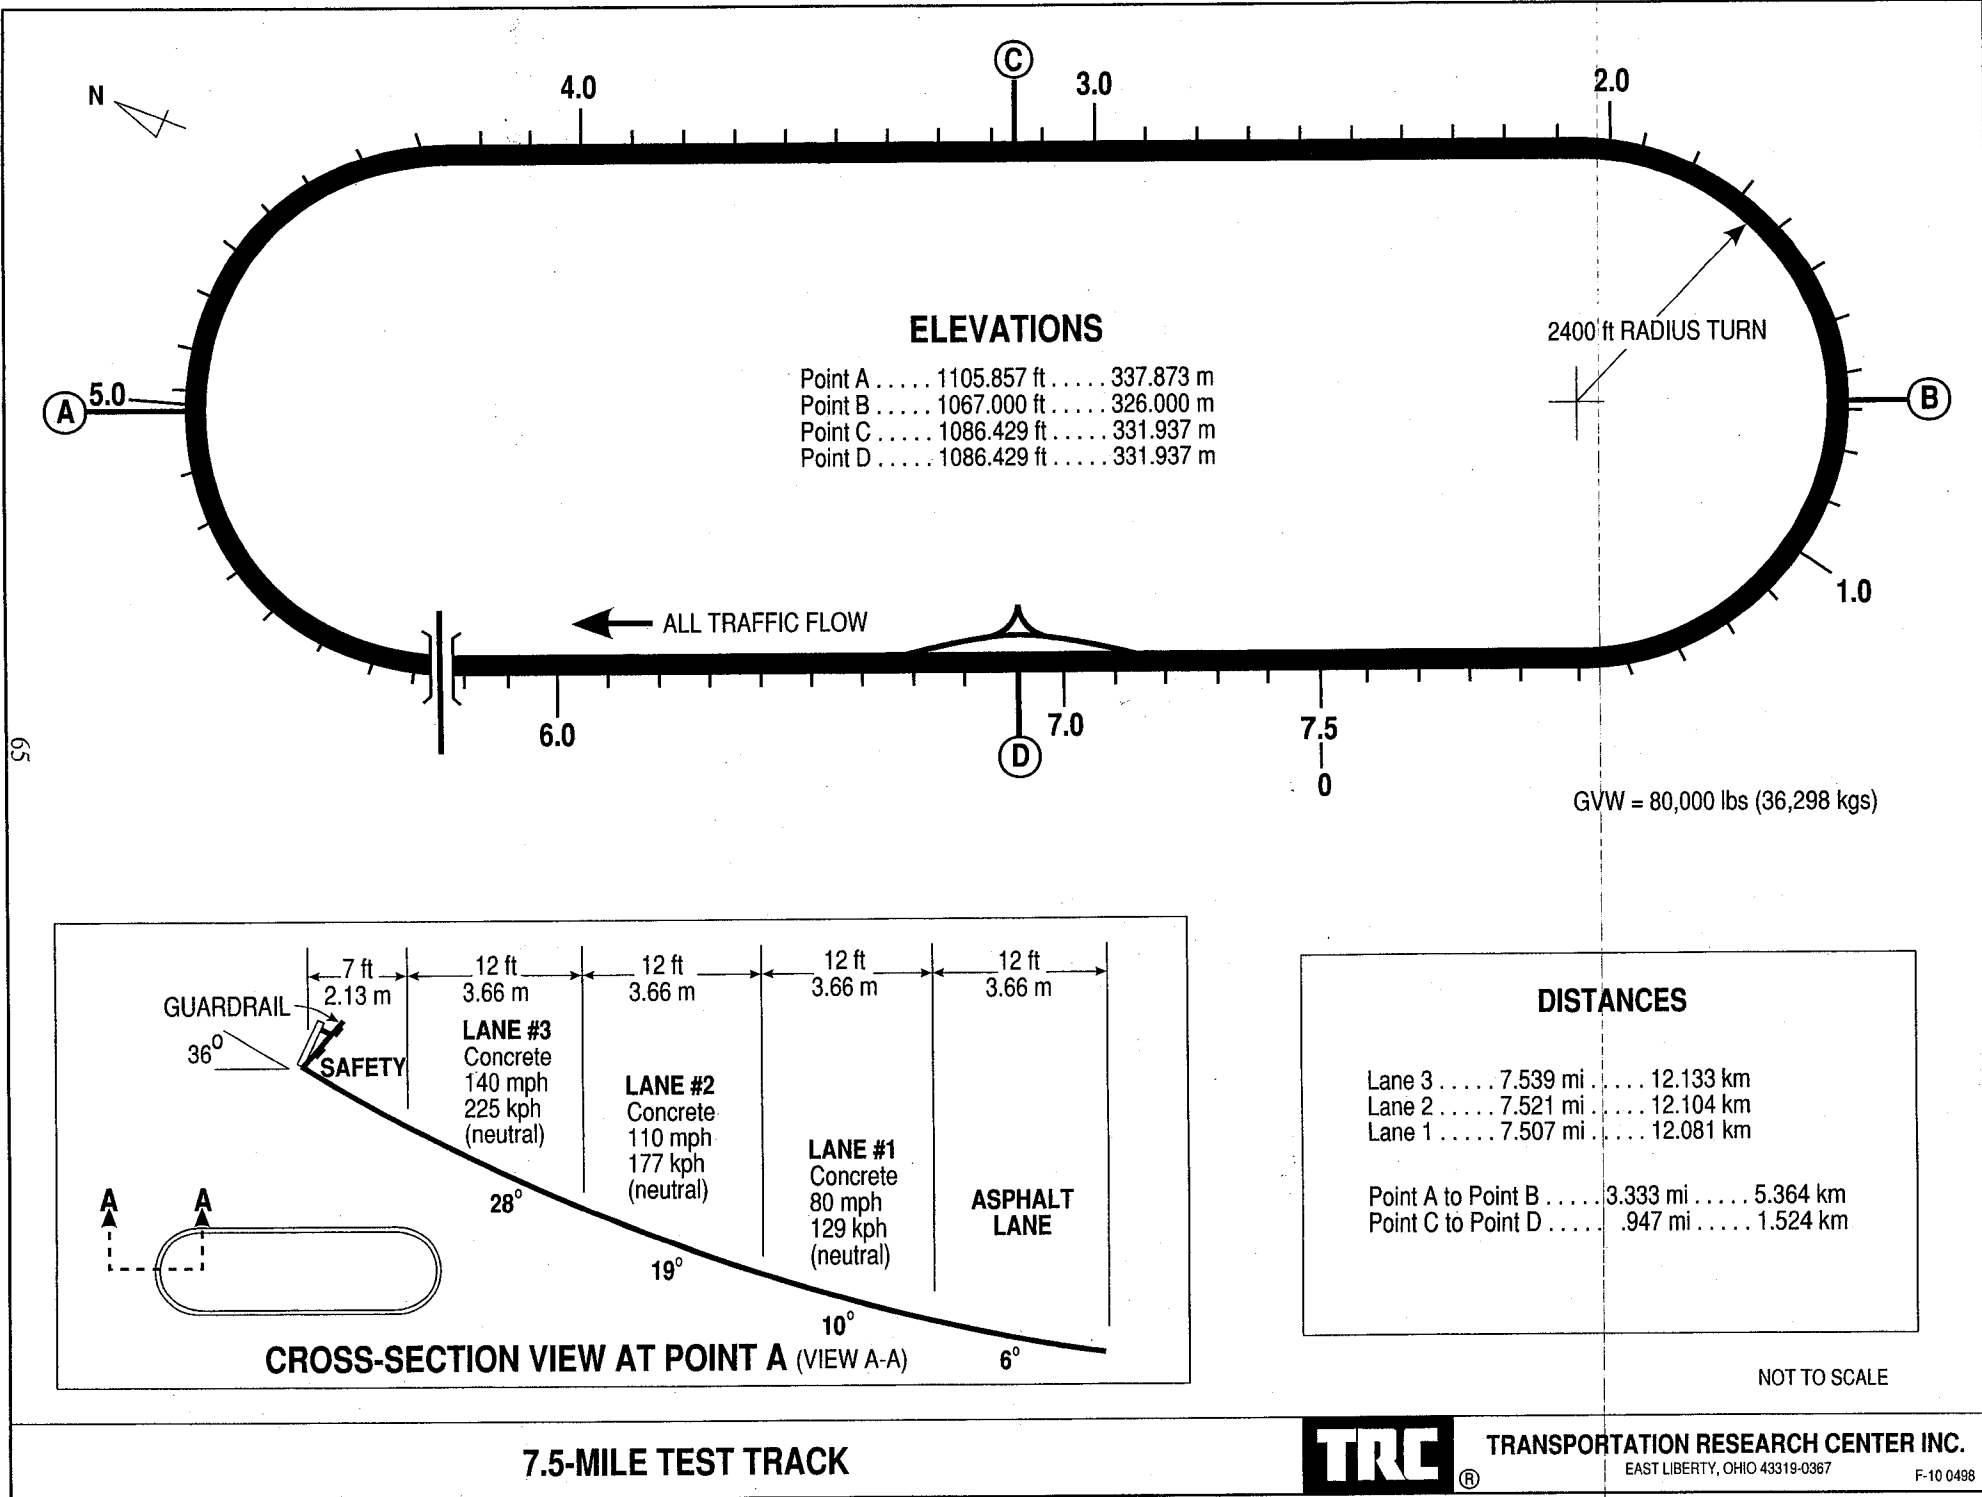 N
4.0
C
3.0
2.0
ELEVATIONS
Point A ..... 1105.857 ft ..... 337.873 m
Point B ..... 1067.000 ft ..... 326.000 m
Point C ..... 1086.429 ft ..... 331.937 m
Point D ..... 1086.429 ft ..... 331.937 m
2400 ft RADIUS TURN
A
5.0
B
1.0
ALL TRAFFIC FLOW
6.0
D
7.0
7.5
0
65
GVW = 80,000 lbs (36,298 kgs)
7 ft
2.13 m
12 ft
3.66 m
12 ft
3.66 m
12 ft
3.66 m
12 ft
3.66 m
GUARDRAIL
36°
SAFETY
LANE #3
Concrete
140 mph
225 kph
(neutral)
LANE #2
Concrete
110 mph
177 kph
(neutral)
LANE #1
Concrete
80 mph
129 kph
(neutral)
ASPHALT
LANE
28°
19°
10°
6°
A A
CROSS-SECTION VIEW AT POINT A (VIEW A-A)
DISTANCES
Lane 3 ..... 7.539 mi ..... 12.133 km
Lane 2 ..... 7.521 mi ..... 12.104 km
Lane 1 ..... 7.507 mi ..... 12.081 km
Point A to Point B ..... 3.333 mi ..... 5.364 km
Point C to Point D ..... .947 mi ..... 1.524 km
NOT TO SCALE
7.5-MILE TEST TRACK
TRC ®
TRANSPORTATION RESEARCH CENTER INC.
EAST LIBERTY, OHIO 43319-0367
F-10 0498